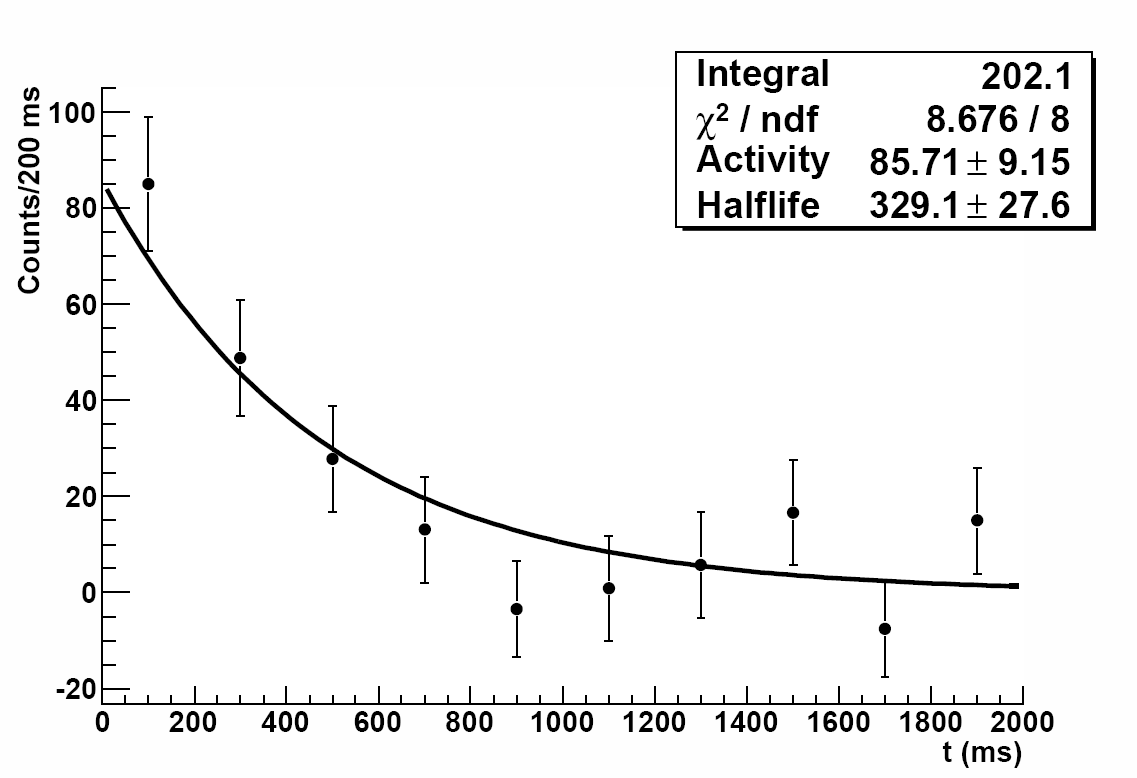 Counts/200 ms
100
80
60
40
20
0
-20
0 200 400 600 800 1000 1200 1400 1600 1800 2000
t (ms)
Integral 202.1
χ² / ndf 8.676 / 8
Activity 85.71 ± 9.15
Halflife 329.1 ± 27.6